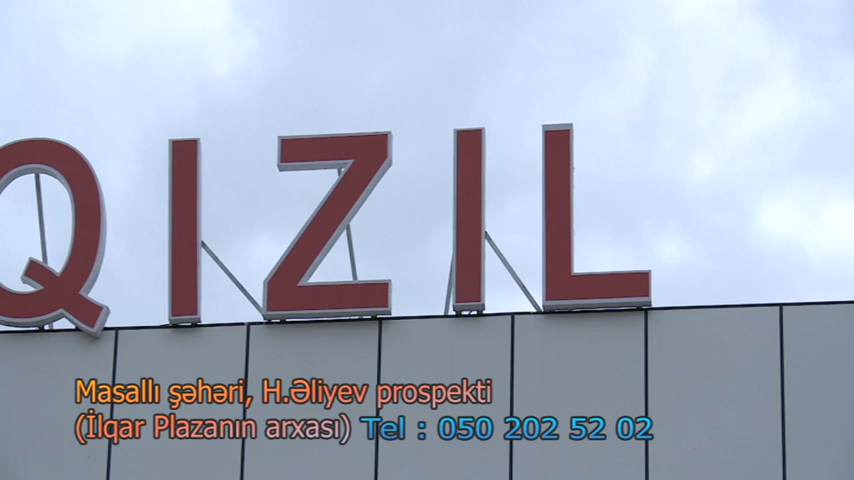 QIZIL
Masallı şəhəri, H.Əliyev prospekti
(İlqar Plazanın arxası) Tel : 050 202 52 02